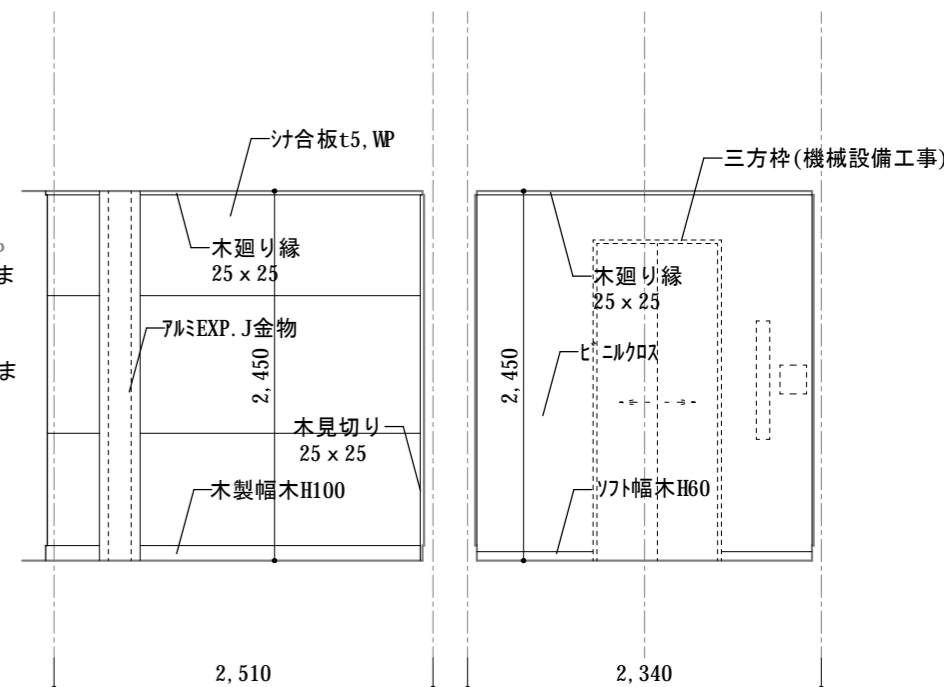 シナ合板t5,WP
三方枠(機械設備工事)
ま
木廻り縁
25×25
木廻り縁
25×25
アルミEXP.J金物
ビニルクロス
2,450
2,450
ま
木見切り
25×25
木製幅木H100
ソフト幅木H60
2,510
2,340